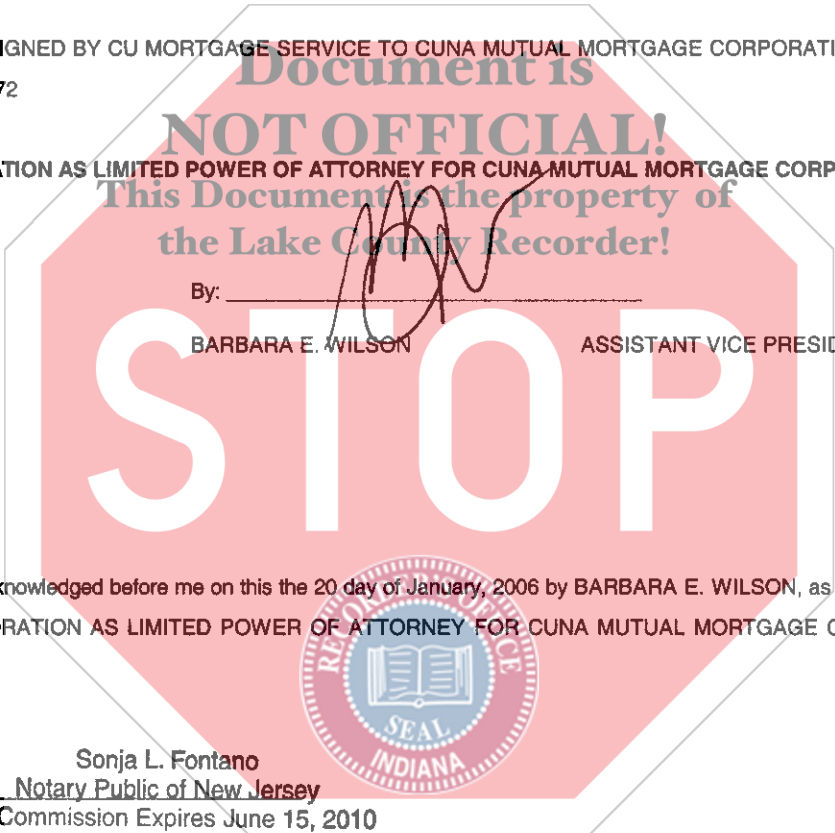 IGNED BY CU MORTGAGE SERVICE TO CUNA MUTUAL MORTGAGE CORPORATI
Document is
72
NOT OFFICIAL!
ATION AS LIMITED POWER OF ATTORNEY FOR CUNA MUTUAL MORTGAGE CORP
This Document is the property of
the Lake County Recorder!
By:
BARBARA E. WILSON ASSISTANT VICE PRESID
STOP
knowledged before me on this the 20 day of January, 2006 by BARBARA E. WILSON, as
RATION AS LIMITED POWER OF ATTORNEY FOR CUNA MUTUAL MORTGAGE C
RECORDER'S OFFICE
SEAL
INDIANA
Sonja L. Fontano
Notary Public of New Jersey
Commission Expires June 15, 2010